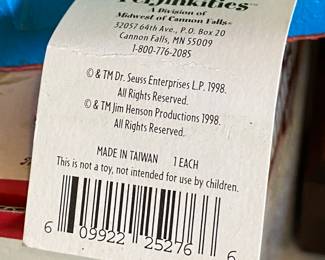 PerJinkities™
A Division of
Midwest of Cannon Falls®
32057 64th Ave., P.O. Box 20
Cannon Falls, MN 55009
1-800-776-2085
© & TM Dr. Seuss Enterprises L.P. 1998.
All Rights Reserved.
© & TM Jim Henson Productions 1998.
All Rights Reserved.
MADE IN TAIWAN 1 EACH
This is not a toy, not intended for use by children.
6 09922 25276 6